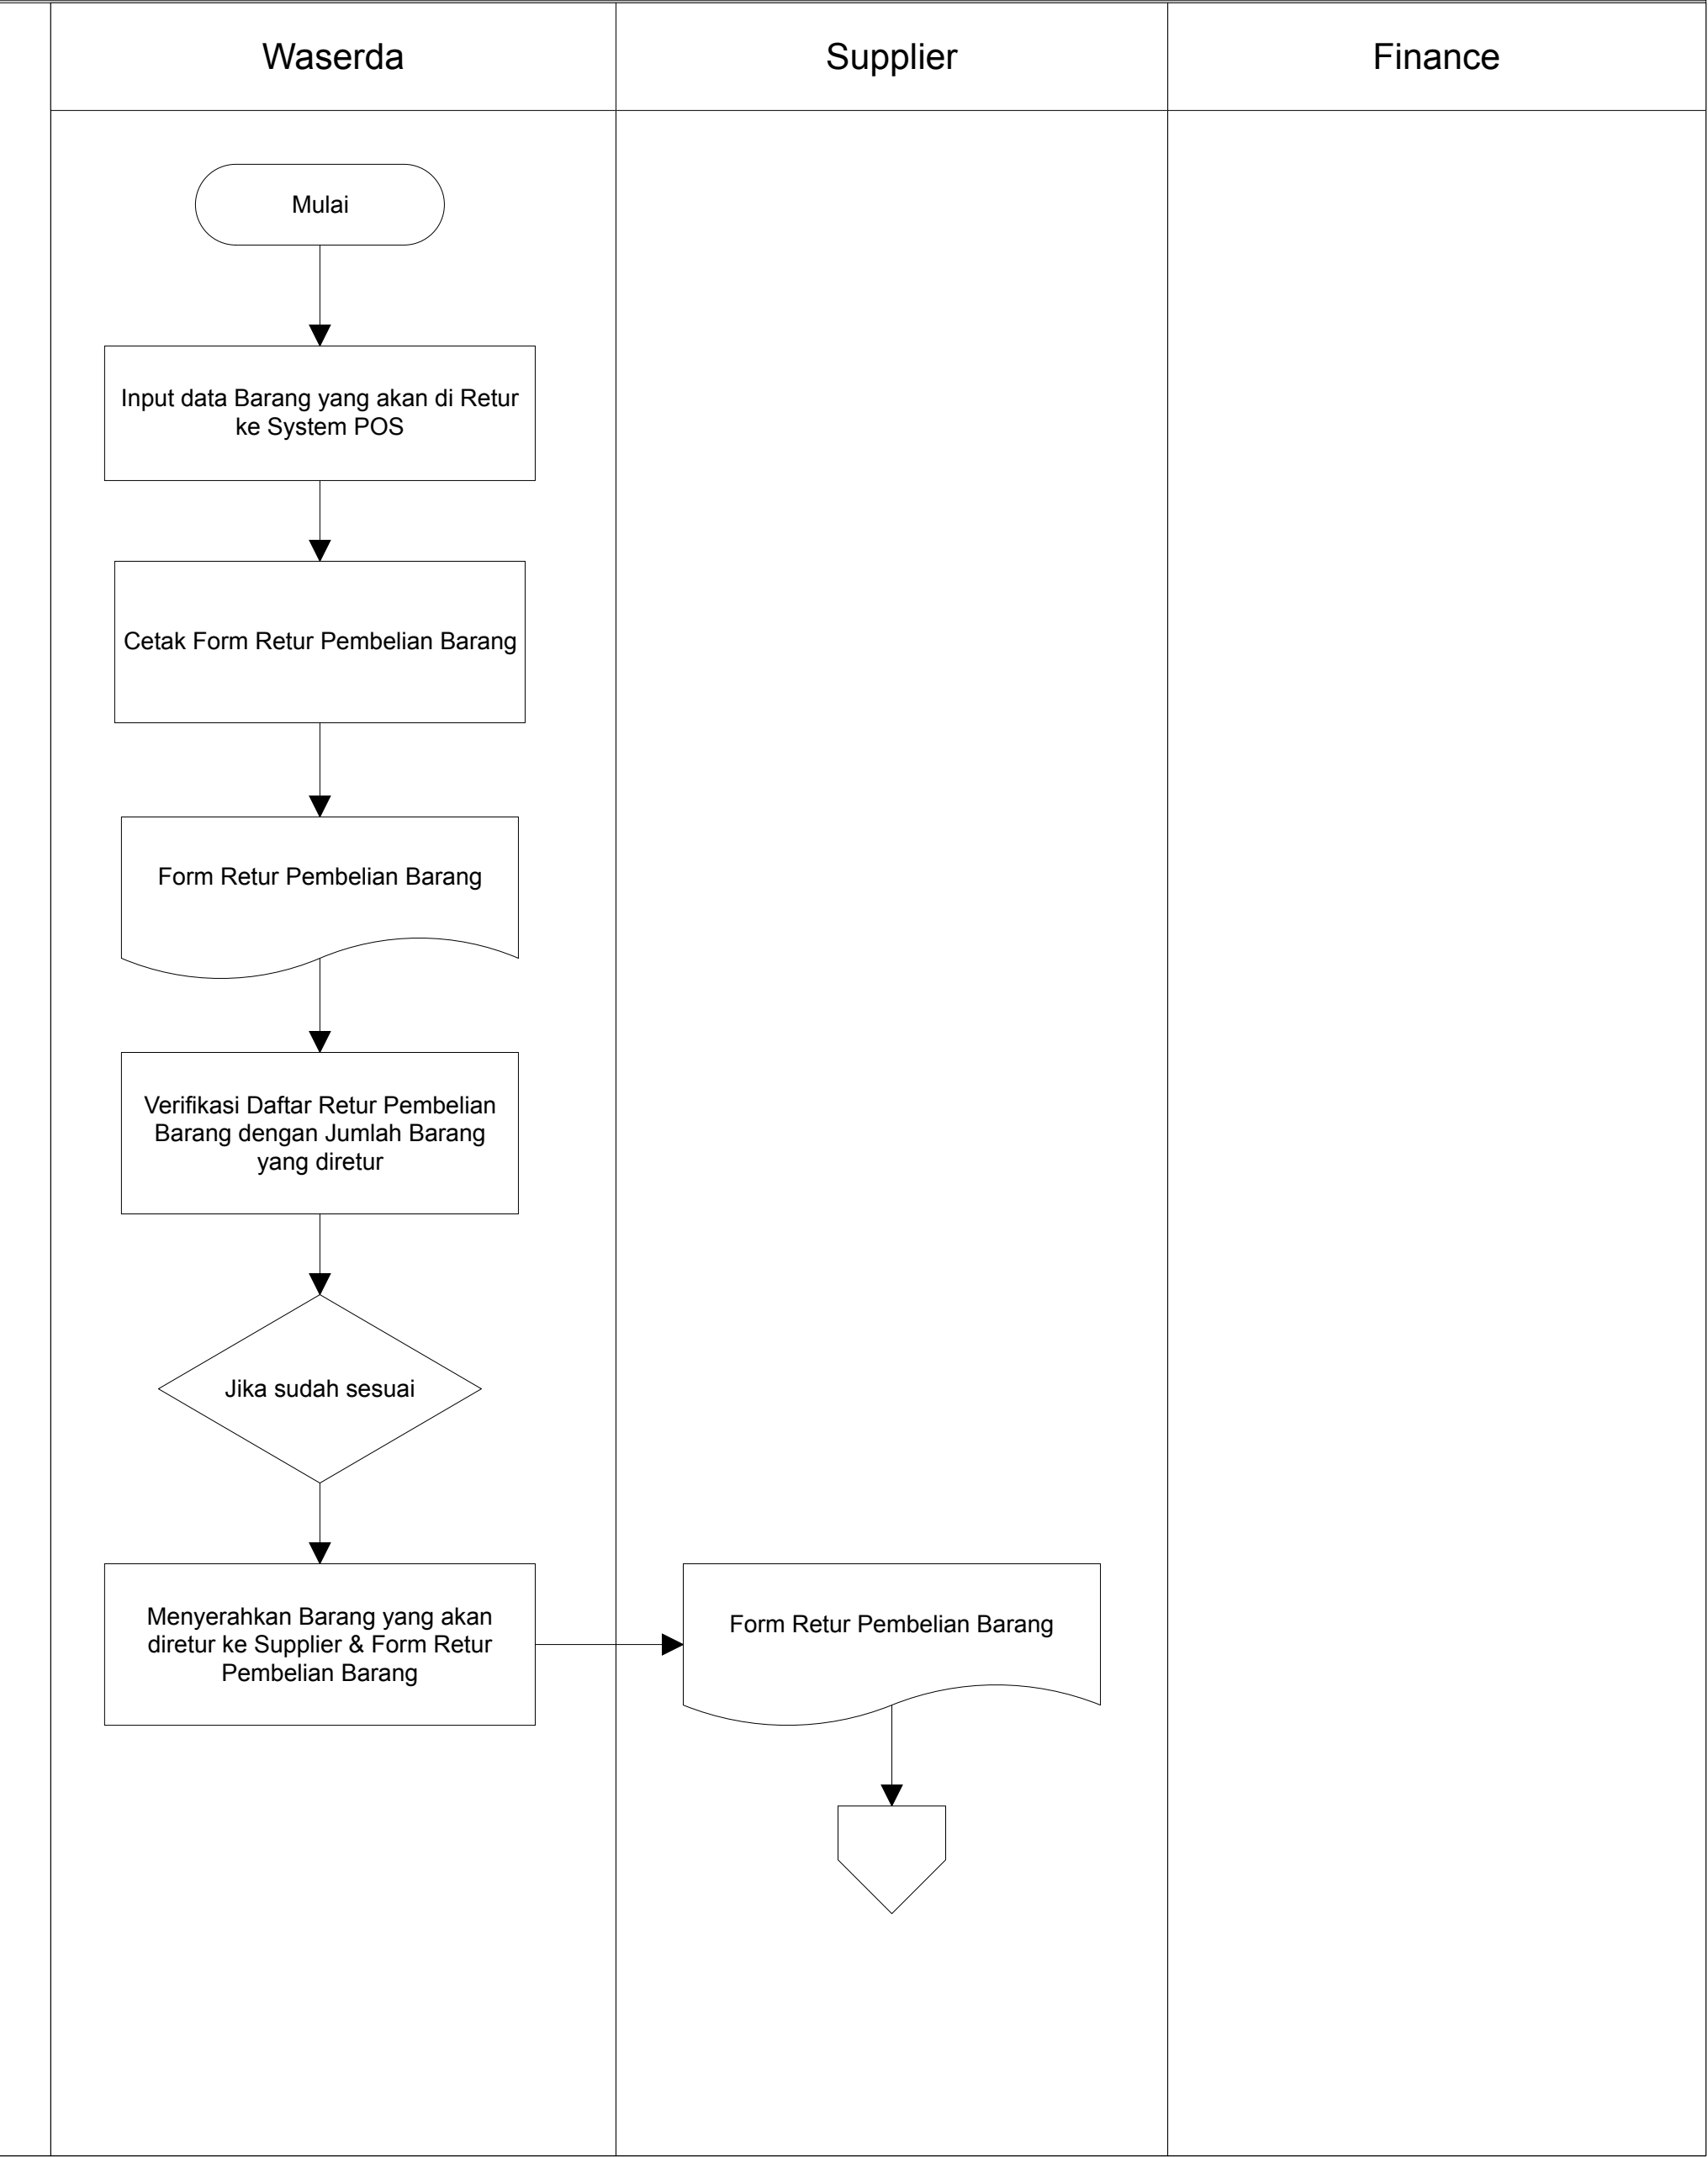 Waserda
Supplier
Finance
Mulai
Input data Barang yang akan di Retur
ke System POS
Cetak Form Retur Pembelian Barang
Form Retur Pembelian Barang
Verifikasi Daftar Retur Pembelian
Barang dengan Jumlah Barang
yang diretur
Jika sudah sesuai
Menyerahkan Barang yang akan
diretur ke Supplier & Form Retur
Pembelian Barang
Form Retur Pembelian Barang